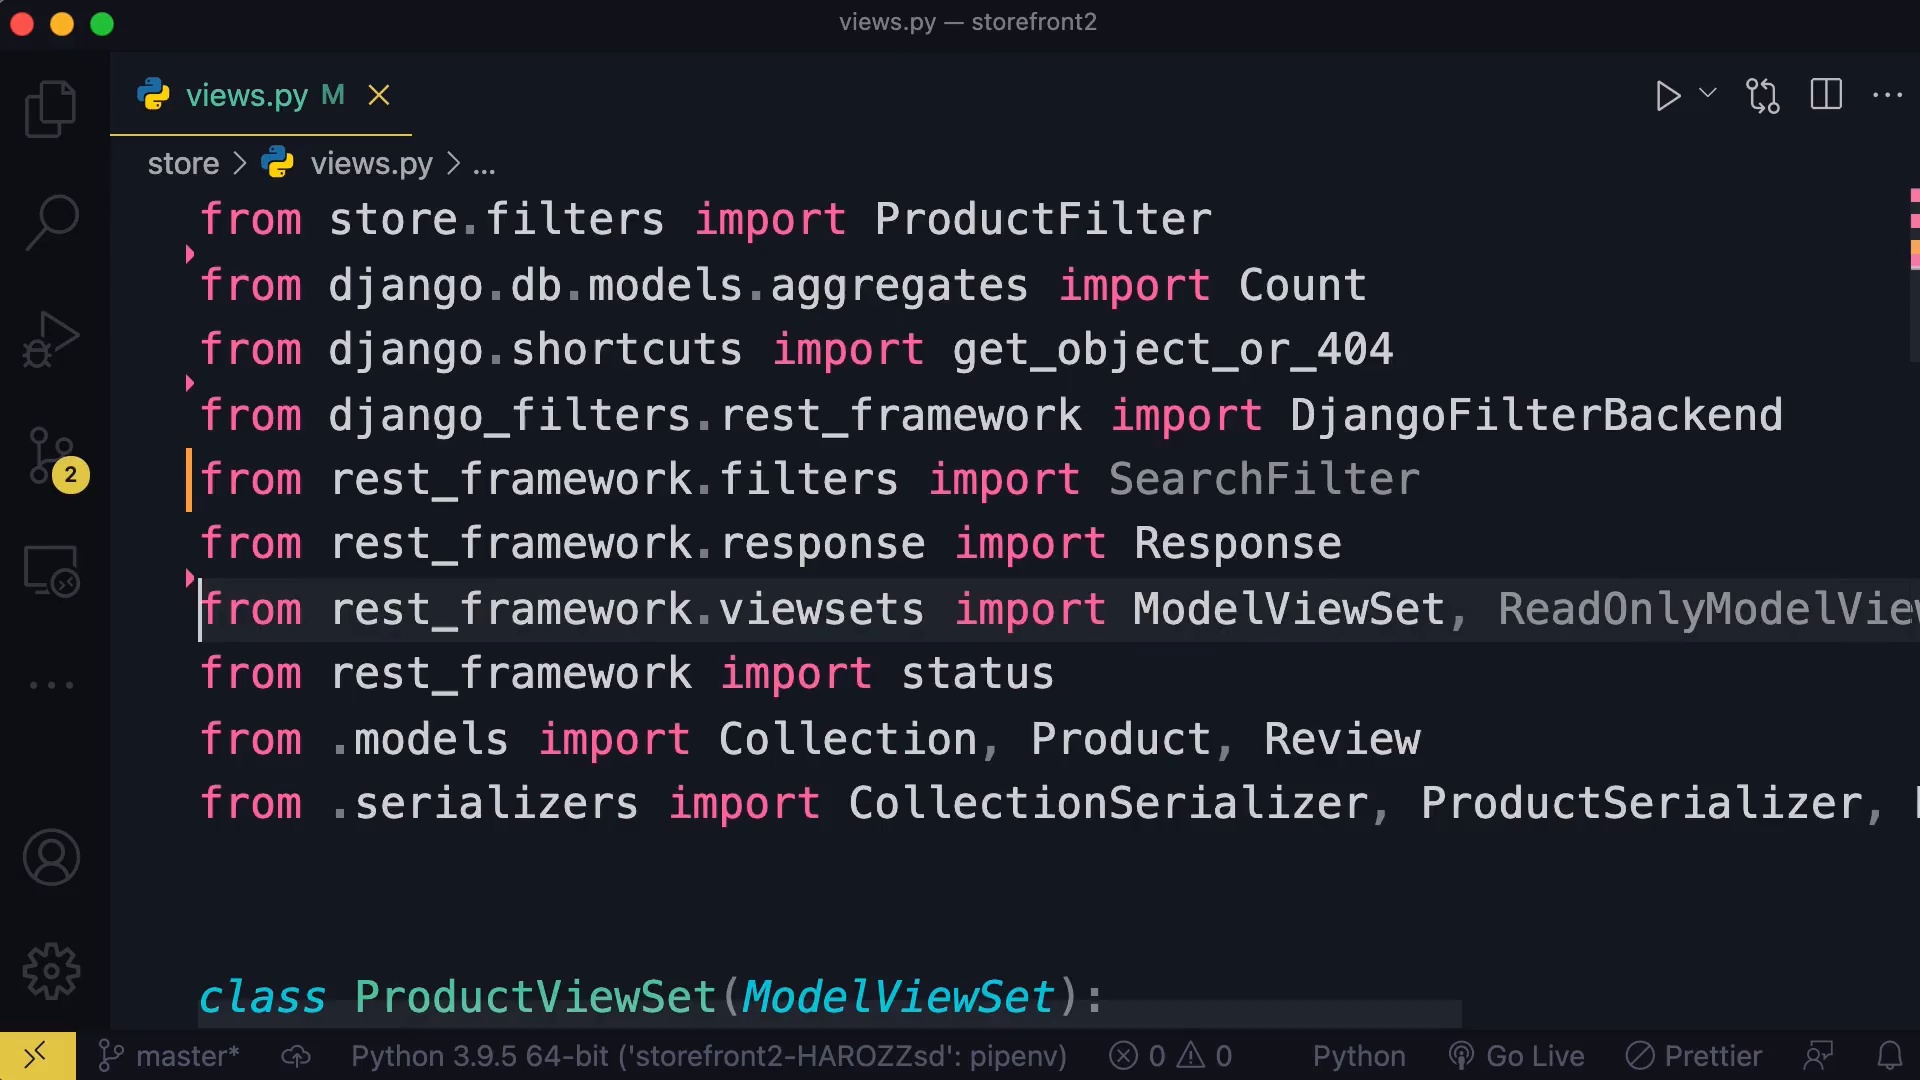 views.py — storefront2
views.py M
store > views.py > ...
from store.filters import ProductFilter
from django.db.models.aggregates import Count
from django.shortcuts import get_object_or_404
from django_filters.rest_framework import DjangoFilterBackend
from rest_framework.filters import SearchFilter
from rest_framework.response import Response
from rest_framework.viewsets import ModelViewSet, ReadOnlyModelView
from rest_framework import status
from .models import Collection, Product, Review
from .serializers import CollectionSerializer, ProductSerializer,
class ProductViewSet(ModelViewSet):
2
master* Python 3.9.5 64-bit ('storefront2-HAROZZsd': pipenv) 0 0 Python Go Live Prettier